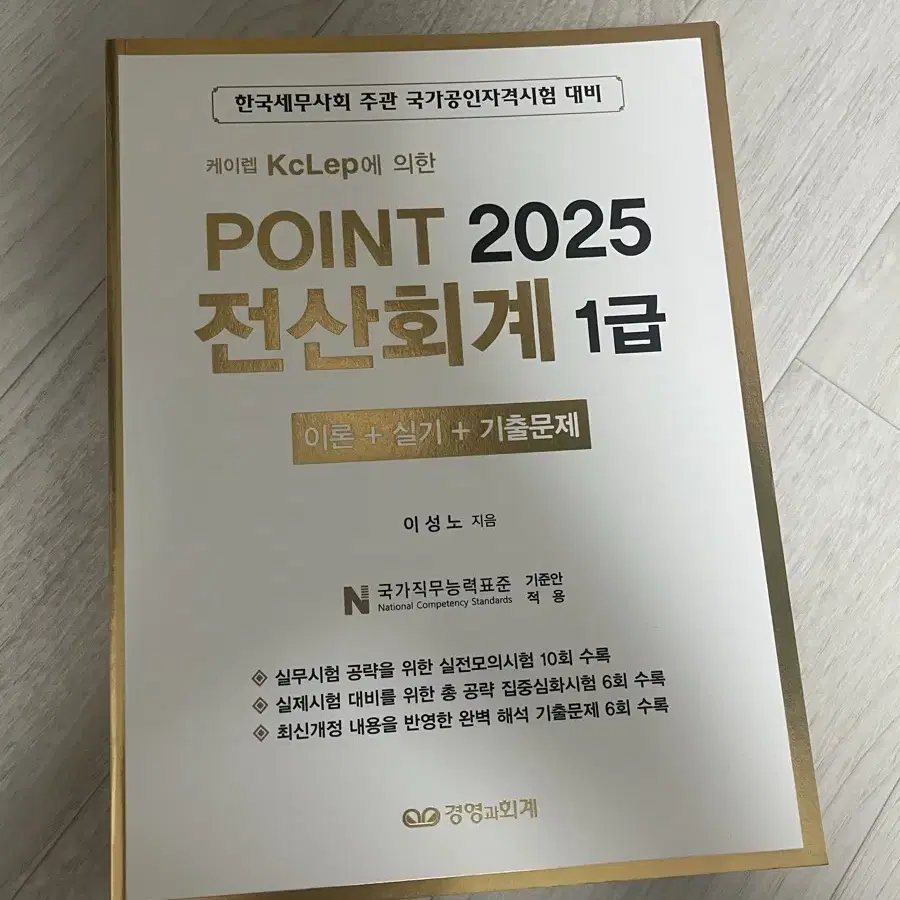 한국세무사회 주관 국가공인자격시험 대비
케이렙 KcLep에 의한
POINT 2025
전산회계 1급
이론 + 실기 + 기출문제
이성노 지음
국가직무능력표준 기준안
National Competency Standards 적용
실무시험 공략을 위한 실전모의시험 10회 수록
실제시험 대비를 위한 총 공략 집중심화시험 6회 수록
최신개정 내용을 반영한 완벽 해석 기출문제 6회 수록
경영과회계